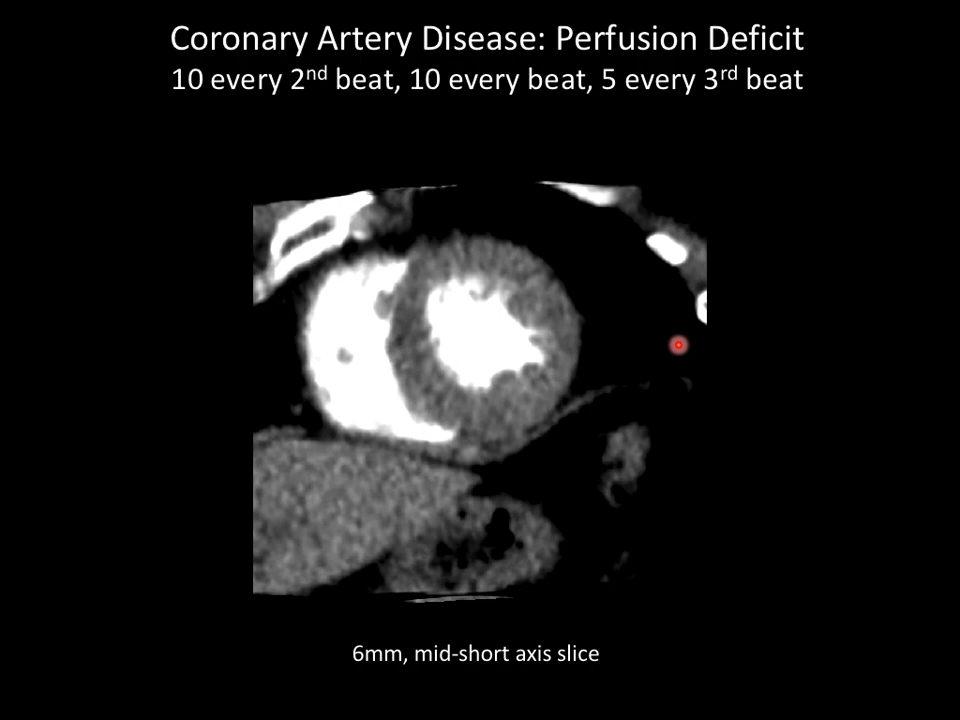 Coronary Artery Disease: Perfusion Deficit
10 every 2nd beat, 10 every beat, 5 every 3rd beat
6mm, mid-short axis slice